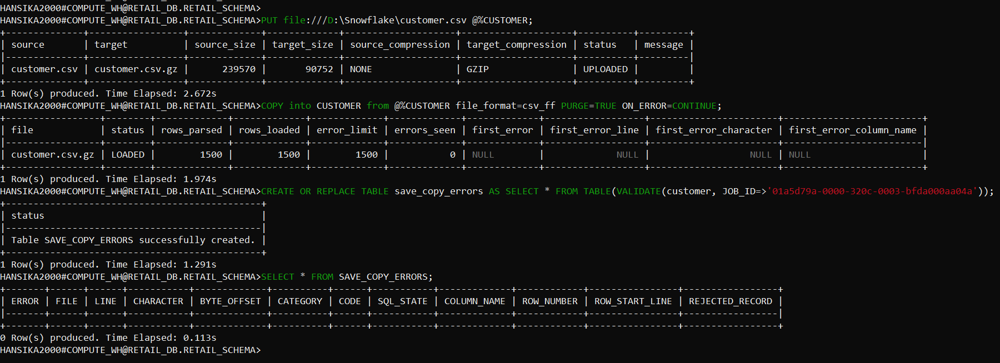 HANSIKA2000#COMPUTE_WH@RETAIL_DB.RETAIL_SCHEMA>
HANSIKA2000#COMPUTE_WH@RETAIL_DB.RETAIL_SCHEMA>PUT file:///D:\Snowflake\customer.csv @%CUSTOMER;
+--------------+-----------------+-------------+-------------+--------------------+--------------------+----------+---------+
| source       | target          | source_size | target_size | source_compression | target_compression | status   | message |
|--------------+-----------------+-------------+-------------+--------------------+--------------------+----------+---------|
| customer.csv | customer.csv.gz |      239570 |       90752 | NONE               | GZIP               | UPLOADED |         |
+--------------+-----------------+-------------+-------------+--------------------+--------------------+----------+---------+
1 Row(s) produced. Time Elapsed: 2.672s
HANSIKA2000#COMPUTE_WH@RETAIL_DB.RETAIL_SCHEMA>COPY into CUSTOMER from @%CUSTOMER file_format=csv_ff PURGE=TRUE ON_ERROR=CONTINUE;
+-----------------+--------+-------------+-------------+-------------+-------------+-------------+------------------+-----------------------+-------------------------+
| file            | status | rows_parsed | rows_loaded | error_limit | errors_seen | first_error | first_error_line | first_error_character | first_error_column_name |
|-----------------+--------+-------------+-------------+-------------+-------------+-------------+------------------+-----------------------+-------------------------|
| customer.csv.gz | LOADED |        1500 |        1500 |        1500 |           0 | NULL        |             NULL |                  NULL | NULL                    |
+-----------------+--------+-------------+-------------+-------------+-------------+-------------+------------------+-----------------------+-------------------------+
1 Row(s) produced. Time Elapsed: 1.974s
HANSIKA2000#COMPUTE_WH@RETAIL_DB.RETAIL_SCHEMA>CREATE OR REPLACE TABLE save_copy_errors AS SELECT * FROM TABLE(VALIDATE(customer, JOB_ID=>'01a5d79a-0000-320c-0003-bfda000aa04a'));
+----------------------------------------------+
| status                                       |
|----------------------------------------------|
| Table SAVE_COPY_ERRORS successfully created. |
+----------------------------------------------+
1 Row(s) produced. Time Elapsed: 1.291s
HANSIKA2000#COMPUTE_WH@RETAIL_DB.RETAIL_SCHEMA>SELECT * FROM SAVE_COPY_ERRORS;
+-------+------+------+-----------+-------------+----------+------+-----------+-------------+------------+----------------+-----------------+
| ERROR | FILE | LINE | CHARACTER | BYTE_OFFSET | CATEGORY | CODE | SQL_STATE | COLUMN_NAME | ROW_NUMBER | ROW_START_LINE | REJECTED_RECORD |
|-------+------+------+-----------+-------------+----------+------+-----------+-------------+------------+----------------+-----------------|
+-------+------+------+-----------+-------------+----------+------+-----------+-------------+------------+----------------+-----------------+
0 Row(s) produced. Time Elapsed: 0.113s
HANSIKA2000#COMPUTE_WH@RETAIL_DB.RETAIL_SCHEMA>